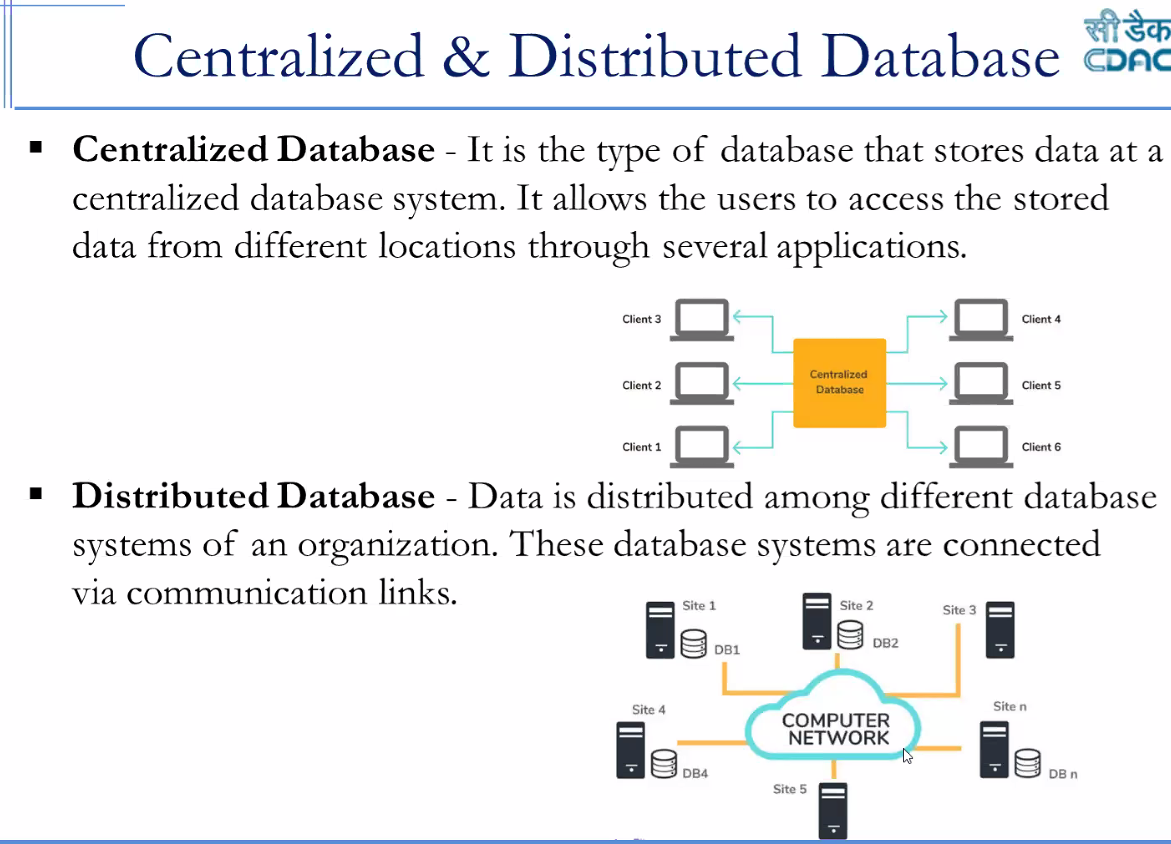 Centralized & Distributed Database
सी डैक
CDAC
▪ Centralized Database - It is the type of database that stores data at a
centralized database system. It allows the users to access the stored
data from different locations through several applications.
Client 3
Client 4
Centralized
Database
Client 2
Client 5
Client 1
Client 6
▪ Distributed Database - Data is distributed among different database
systems of an organization. These database systems are connected
via communication links.
Site 1
Site 2
Site 3
DB1
DB2
Site 4
Site n
COMPUTER
NETWORK
DB4
DB n
Site 5